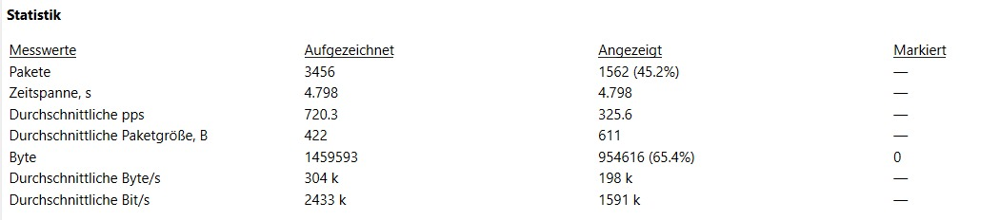 Statistik
Messwerte Aufgezeichnet Angezeigt Markiert
Pakete 3456 1562 (45.2%) —
Zeitspanne, s 4.798 4.798 —
Durchschnittliche pps 720.3 325.6 —
Durchschnittliche Paketgröße, B 422 611 —
Byte 1459593 954616 (65.4%) 0
Durchschnittliche Byte/s 304 k 198 k —
Durchschnittliche Bit/s 2433 k 1591 k —